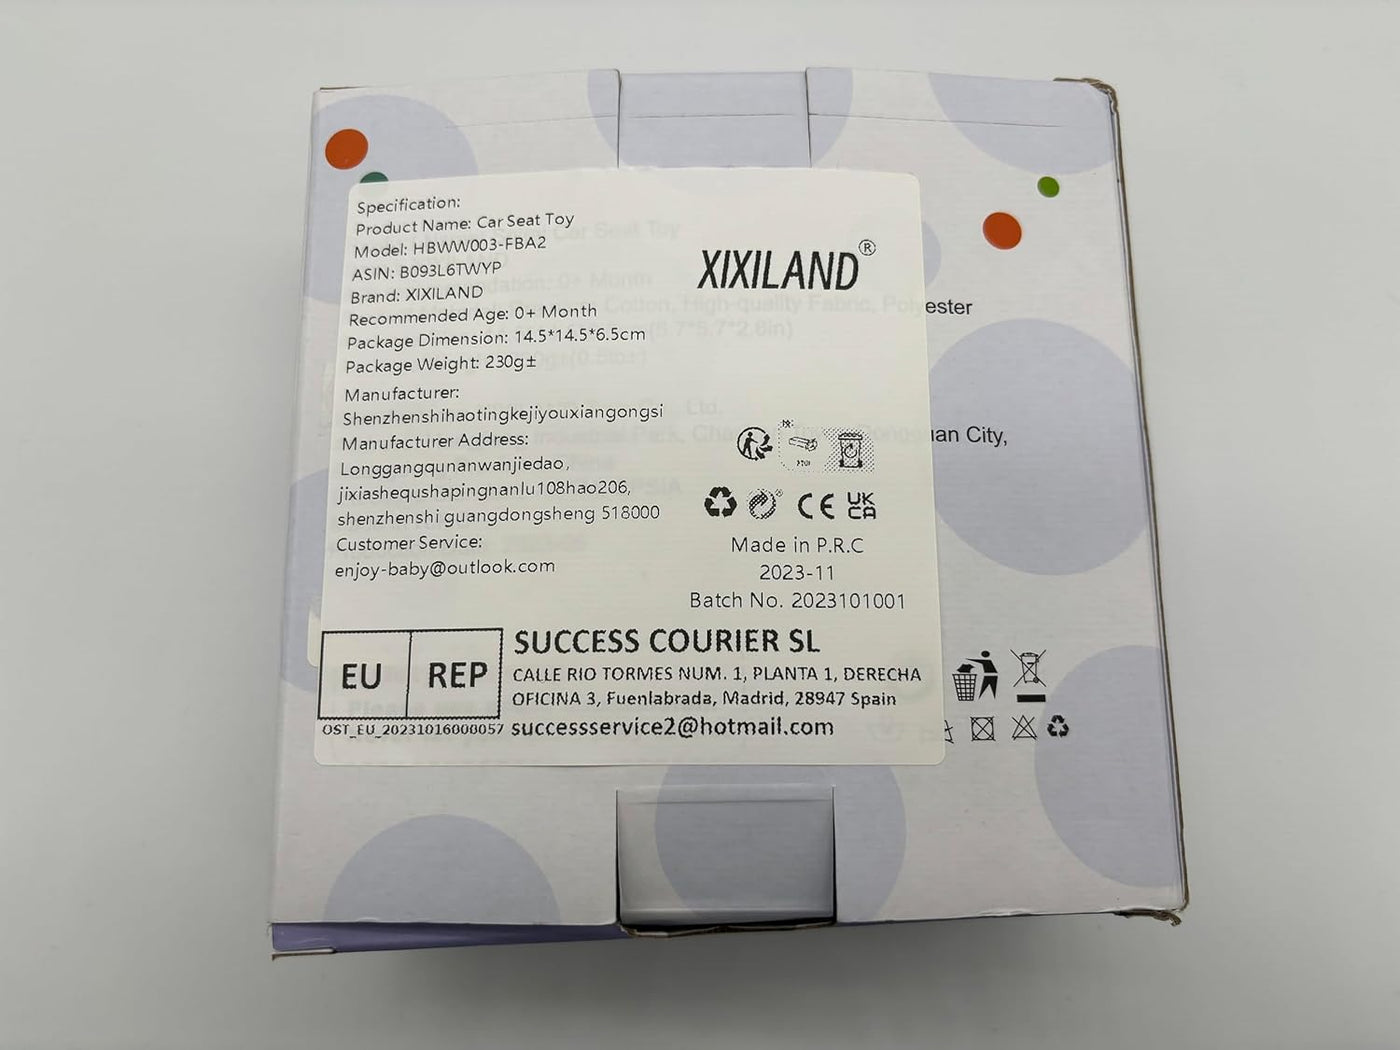 Specification:
Product Name: Car Seat Toy
Model: HBWW003-FBA2
ASIN: B093L6TWYP
Brand: XIXILAND
Recommended Age: 0+ Month
Package Dimension: 14.5*14.5*6.5cm
Package Weight: 230g±
Manufacturer:
Shenzhenshihaotingkejiyouxiangongsi
Manufacturer Address:
Longgangqunanwanjiedao,
jixiashequshapingnanlu108hao206,
shenzhenshi guangdongsheng 518000
Customer Service:
enjoy-baby@outlook.com
XIXILAND®
ester
an City,
CE UK CA
Made in P.R.C
2023-11
Batch No. 2023101001
EU REP
OST_EU_20231016000057
SUCCESS COURIER SL
CALLE RIO TORMES NUM. 1, PLANTA 1, DERECHA
OFICINA 3, Fuenlabrada, Madrid, 28947 Spain
successservice2@hotmail.com